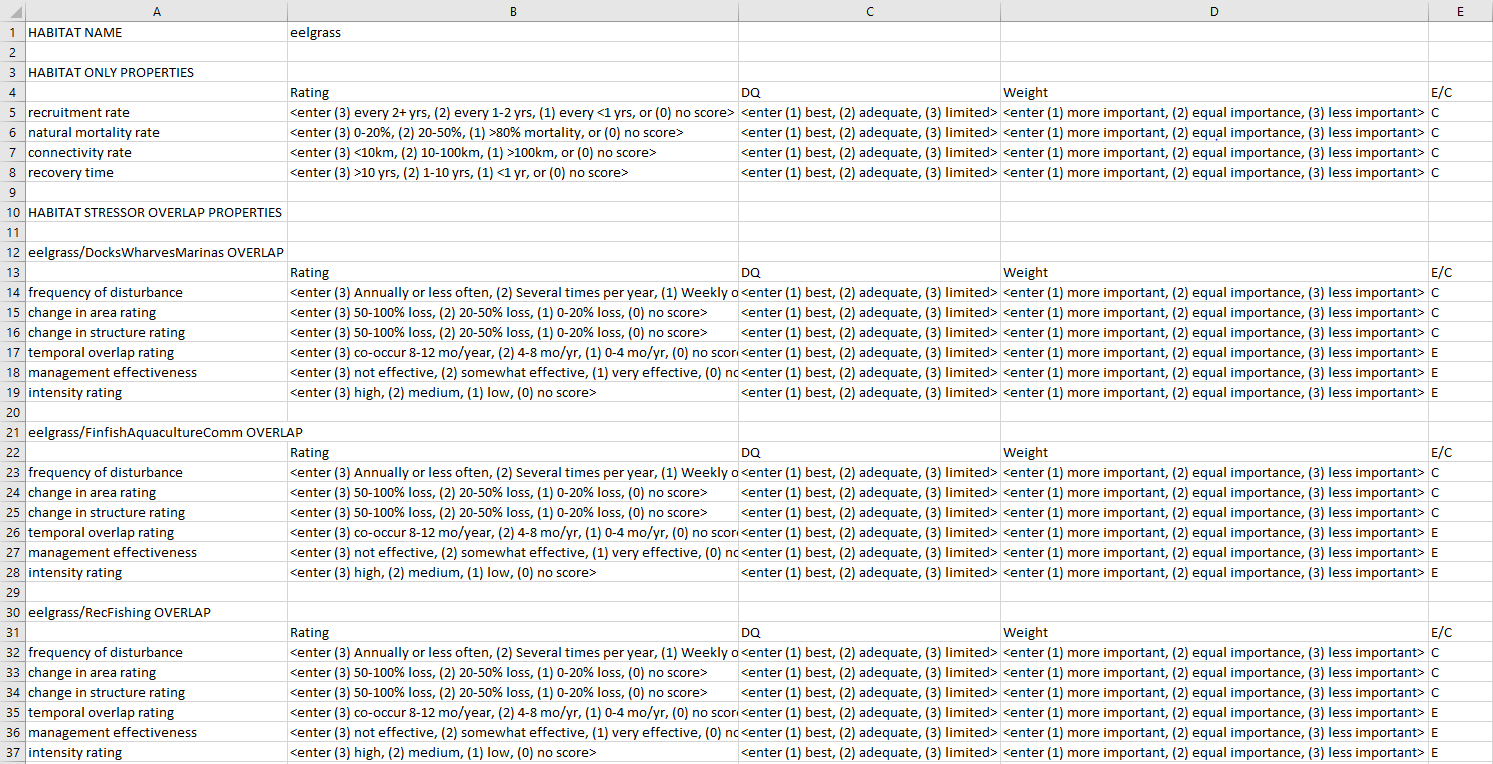 A B C D E
1 HABITAT NAME eelgrass
2
3 HABITAT ONLY PROPERTIES
4 Rating DQ Weight E/C
5 recruitment rate <enter (3) every 2+ yrs, (2) every 1-2 yrs, (1) every <1 yrs, or (0) no score> <enter (1) best, (2) adequate, (3) limited> <enter (1) more important, (2) equal importance, (3) less important> C
6 natural mortality rate <enter (3) 0-20%, (2) 20-50%, (1) >80% mortality, or (0) no score> <enter (1) best, (2) adequate, (3) limited> <enter (1) more important, (2) equal importance, (3) less important> C
7 connectivity rate <enter (3) <10km, (2) 10-100km, (1) >100km, or (0) no score> <enter (1) best, (2) adequate, (3) limited> <enter (1) more important, (2) equal importance, (3) less important> C
8 recovery time <enter (3) >10 yrs, (2) 1-10 yrs, (1) <1 yr, or (0) no score> <enter (1) best, (2) adequate, (3) limited> <enter (1) more important, (2) equal importance, (3) less important> C
9
10 HABITAT STRESSOR OVERLAP PROPERTIES
11
12 eelgrass/DocksWharvesMarinas OVERLAP
13 Rating DQ Weight E/C
14 frequency of disturbance <enter (3) Annually or less often, (2) Several times per year, (1) Weekly o <enter (1) best, (2) adequate, (3) limited> <enter (1) more important, (2) equal importance, (3) less important> C
15 change in area rating <enter (3) 50-100% loss, (2) 20-50% loss, (1) 0-20% loss, (0) no score> <enter (1) best, (2) adequate, (3) limited> <enter (1) more important, (2) equal importance, (3) less important> C
16 change in structure rating <enter (3) 50-100% loss, (2) 20-50% loss, (1) 0-20% loss, (0) no score> <enter (1) best, (2) adequate, (3) limited> <enter (1) more important, (2) equal importance, (3) less important> C
17 temporal overlap rating <enter (3) co-occur 8-12 mo/year, (2) 4-8 mo/yr, (1) 0-4 mo/yr, (0) no scor <enter (1) best, (2) adequate, (3) limited> <enter (1) more important, (2) equal importance, (3) less important> E
18 management effectiveness <enter (3) not effective, (2) somewhat effective, (1) very effective, (0) nc <enter (1) best, (2) adequate, (3) limited> <enter (1) more important, (2) equal importance, (3) less important> E
19 intensity rating <enter (3) high, (2) medium, (1) low, (0) no score> <enter (1) best, (2) adequate, (3) limited> <enter (1) more important, (2) equal importance, (3) less important> E
20
21 eelgrass/FinfishAquacultureComm OVERLAP
22 Rating DQ Weight E/C
23 frequency of disturbance <enter (3) Annually or less often, (2) Several times per year, (1) Weekly o <enter (1) best, (2) adequate, (3) limited> <enter (1) more important, (2) equal importance, (3) less important> C
24 change in area rating <enter (3) 50-100% loss, (2) 20-50% loss, (1) 0-20% loss, (0) no score> <enter (1) best, (2) adequate, (3) limited> <enter (1) more important, (2) equal importance, (3) less important> C
25 change in structure rating <enter (3) 50-100% loss, (2) 20-50% loss, (1) 0-20% loss, (0) no score> <enter (1) best, (2) adequate, (3) limited> <enter (1) more important, (2) equal importance, (3) less important> C
26 temporal overlap rating <enter (3) co-occur 8-12 mo/year, (2) 4-8 mo/yr, (1) 0-4 mo/yr, (0) no scor <enter (1) best, (2) adequate, (3) limited> <enter (1) more important, (2) equal importance, (3) less important> E
27 management effectiveness <enter (3) not effective, (2) somewhat effective, (1) very effective, (0) nc <enter (1) best, (2) adequate, (3) limited> <enter (1) more important, (2) equal importance, (3) less important> E
28 intensity rating <enter (3) high, (2) medium, (1) low, (0) no score> <enter (1) best, (2) adequate, (3) limited> <enter (1) more important, (2) equal importance, (3) less important> E
29
30 eelgrass/RecFishing OVERLAP
31 Rating DQ Weight E/C
32 frequency of disturbance <enter (3) Annually or less often, (2) Several times per year, (1) Weekly o <enter (1) best, (2) adequate, (3) limited> <enter (1) more important, (2) equal importance, (3) less important> C
33 change in area rating <enter (3) 50-100% loss, (2) 20-50% loss, (1) 0-20% loss, (0) no score> <enter (1) best, (2) adequate, (3) limited> <enter (1) more important, (2) equal importance, (3) less important> C
34 change in structure rating <enter (3) 50-100% loss, (2) 20-50% loss, (1) 0-20% loss, (0) no score> <enter (1) best, (2) adequate, (3) limited> <enter (1) more important, (2) equal importance, (3) less important> C
35 temporal overlap rating <enter (3) co-occur 8-12 mo/year, (2) 4-8 mo/yr, (1) 0-4 mo/yr, (0) no scor <enter (1) best, (2) adequate, (3) limited> <enter (1) more important, (2) equal importance, (3) less important> E
36 management effectiveness <enter (3) not effective, (2) somewhat effective, (1) very effective, (0) nc <enter (1) best, (2) adequate, (3) limited> <enter (1) more important, (2) equal importance, (3) less important> E
37 intensity rating <enter (3) high, (2) medium, (1) low, (0) no score> <enter (1) best, (2) adequate, (3) limited> <enter (1) more important, (2) equal importance, (3) less important> E